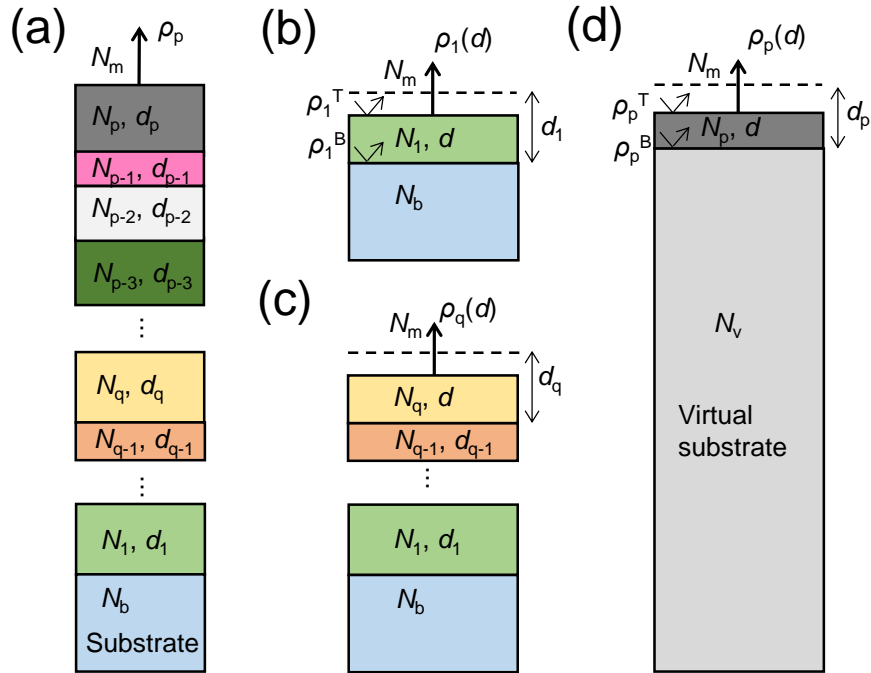 (a)
ρp
Nm
Np, dp
Np-1, dp-1
Np-2, dp-2
Np-3, dp-3
⋮
Nq, dq
Nq-1, dq-1
⋮
N1, d1
Nb
Substrate
(b)
ρ1(d)
Nm
ρ1T
ρ1B
N1, d
d1
Nb
(c)
ρq(d)
Nm
Nq, d
dq
Nq-1, dq-1
⋮
N1, d1
Nb
(d)
ρp(d)
Nm
ρpT
ρpB
Np, d
dp
Nv
Virtual
substrate